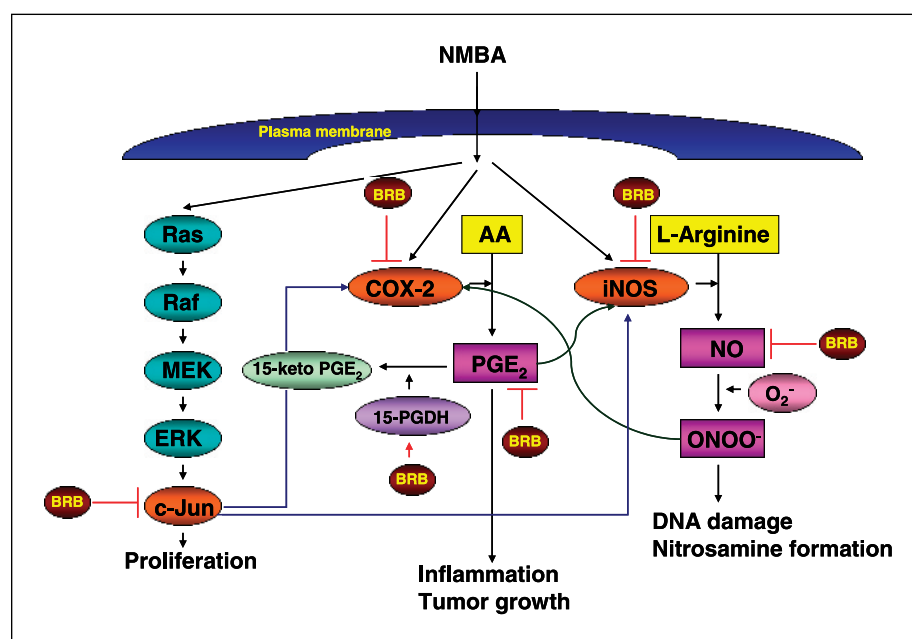 NMBA
Plasma membrane
BRB
BRB
Ras
AA
L-Arginine
COX-2
iNOS
Raf
NO
BRB
MEK
15-keto PGE₂
PGE₂
O₂⁻
15-PGDH
ERK
BRB
ONOO⁻
BRB
BRB
c-Jun
Proliferation
DNA damage
Nitrosamine formation
Inflammation
Tumor growth